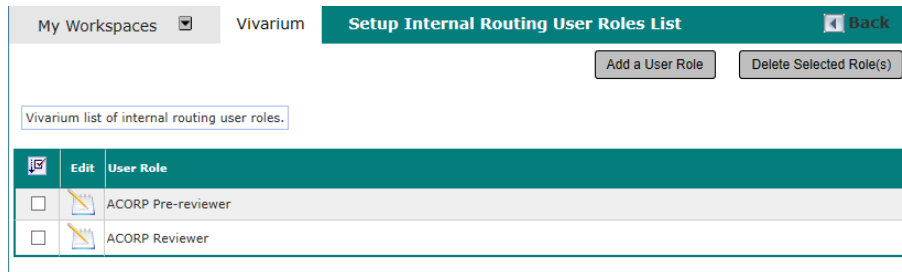 My Workspaces Vivarium Setup Internal Routing User Roles List Back
Add a User Role Delete Selected Role(s)
Vivarium list of internal routing user roles.
Edit User Role
ACORP Pre-reviewer
ACORP Reviewer